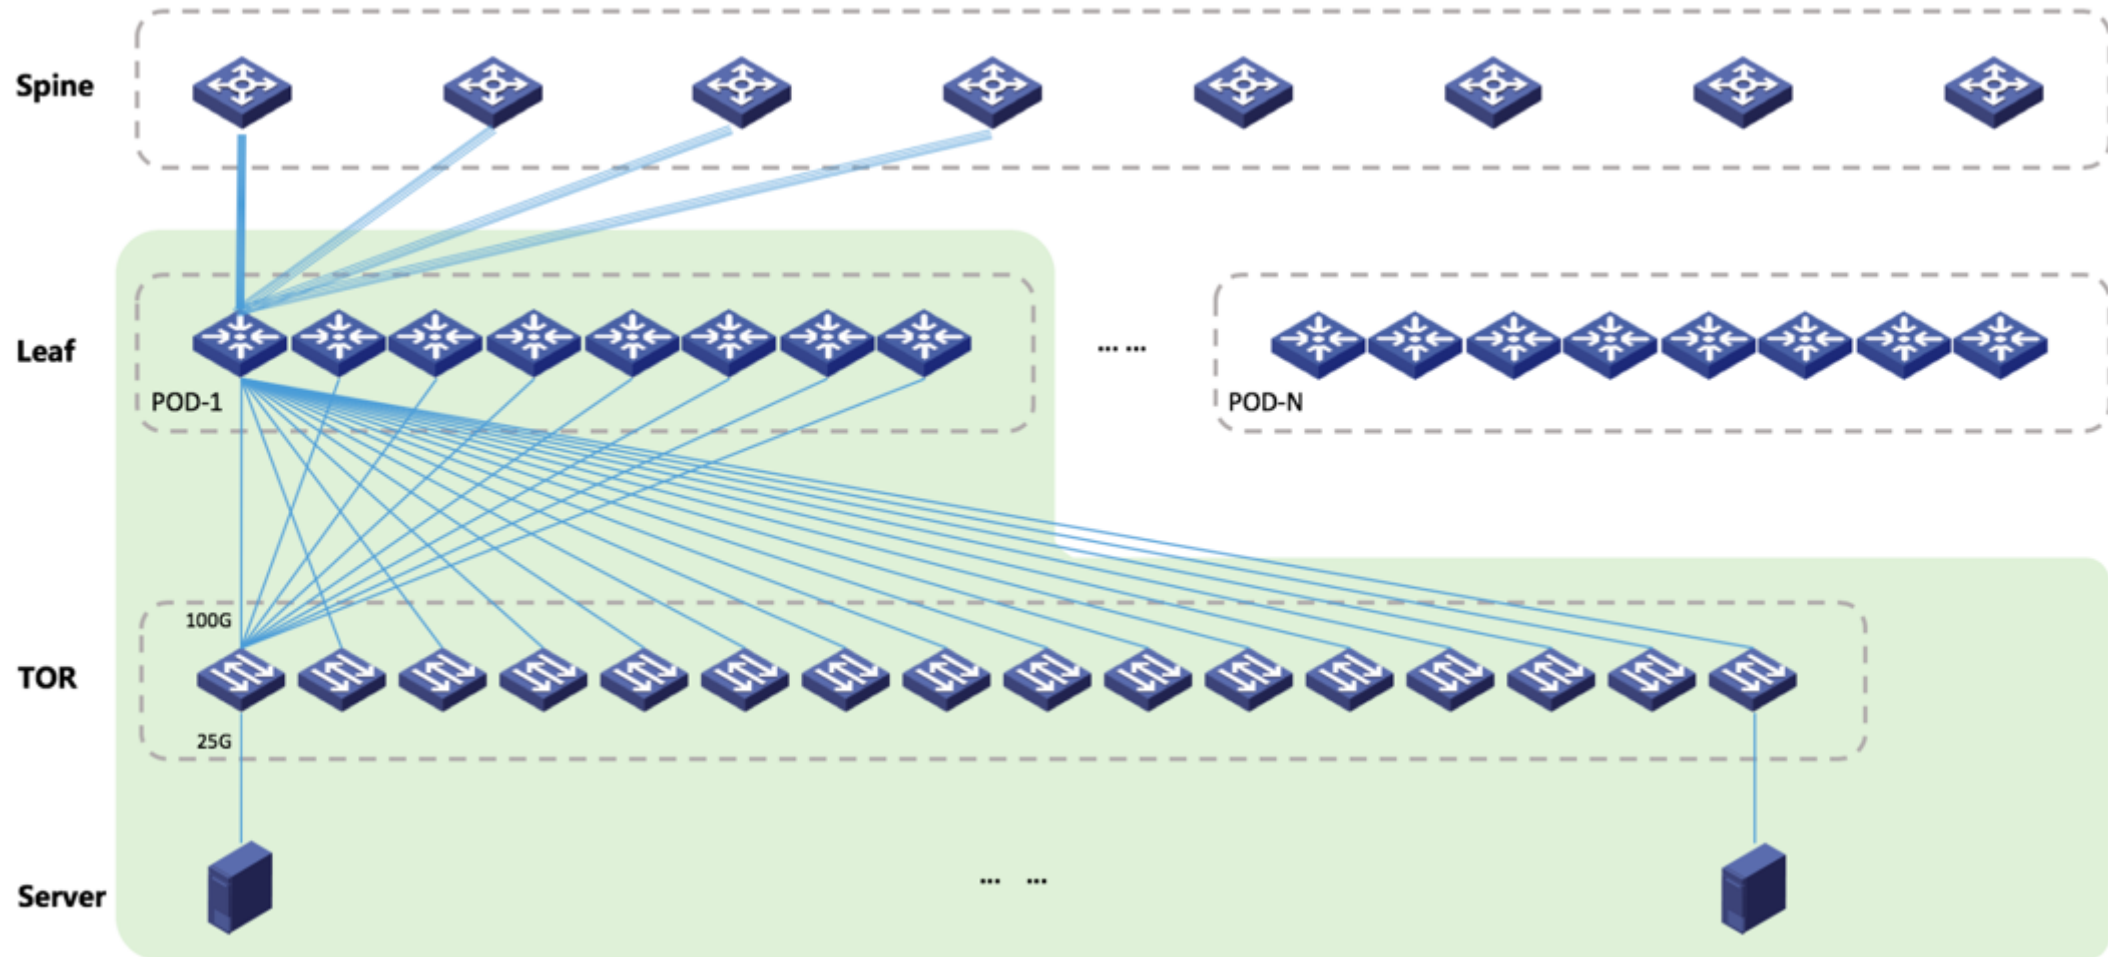 Spine
Leaf
... ...
POD-1
POD-N
100G
TOR
25G
Server
... ...